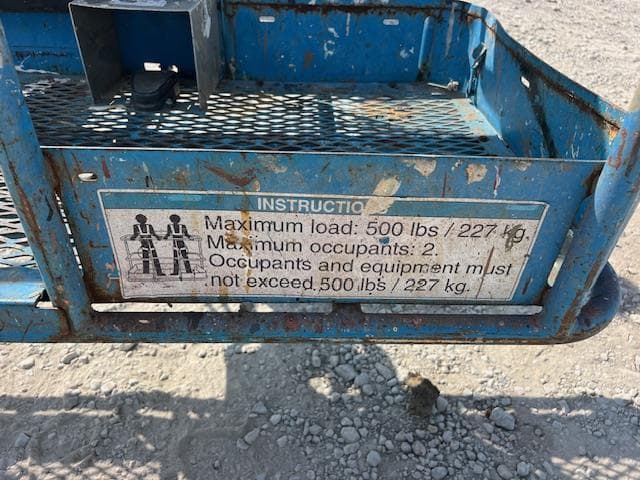 INSTRUCTIO
Maximum load: 500 lbs / 227 kg.
Maximum occupants: 2.
Occupants and equipment must
not exceed 500 lbs / 227 kg.